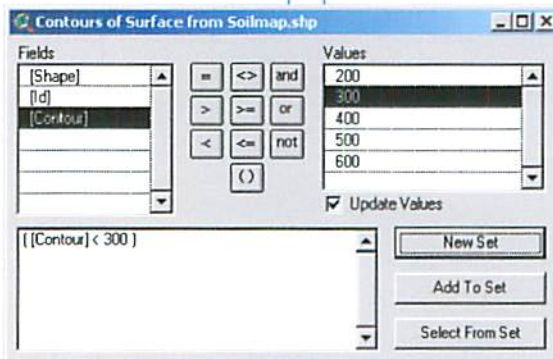 Contours of Surface from Soilmap.shp
Fields
[Shape]
[Id]
[Contour]
= <> and
> >= or
< <= not
()
Values
200
300
400
500
600
Update Values
( [Contour] < 300 )
New Set
Add To Set
Select From Set